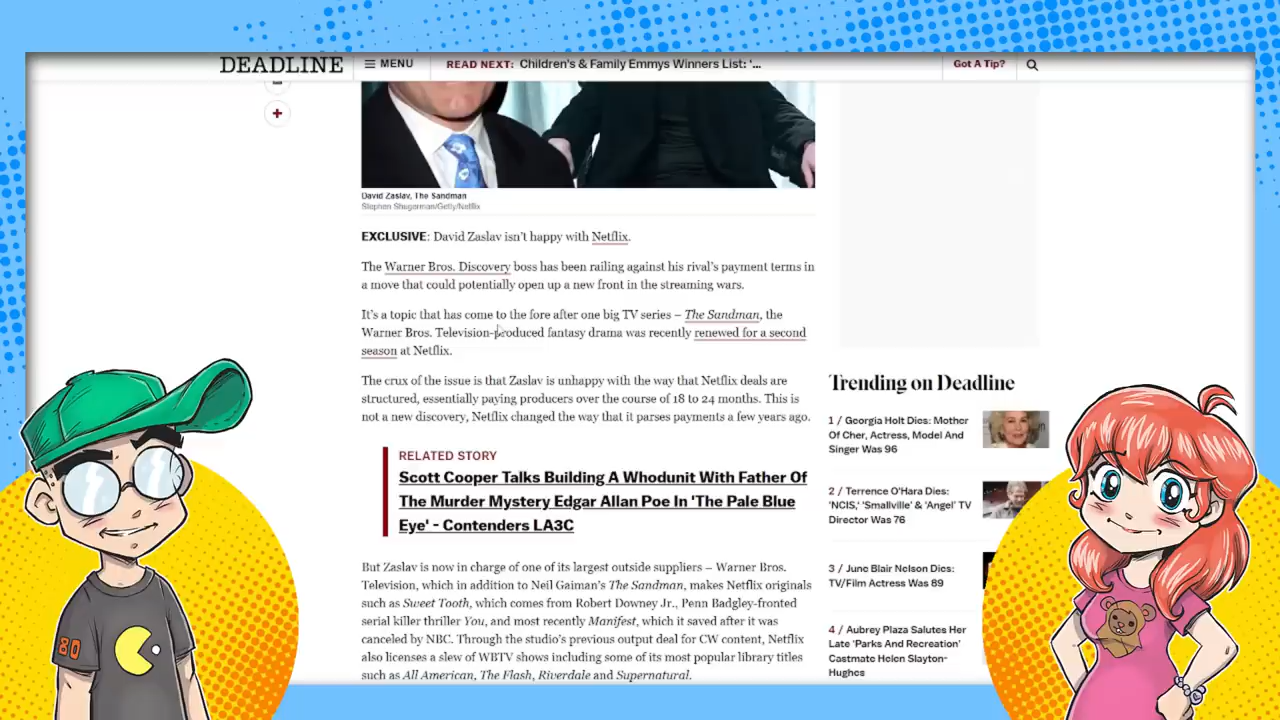 DEADLINE
MENU
READ NEXT: Children's & Family Emmys Winners List: '...
Got A Tip?
David Zaslav, The Sandman
Stephen Shugerman/Getty/Netflix
EXCLUSIVE: David Zaslav isn't happy with Netflix.
The Warner Bros. Discovery boss has been railing against his rival's payment terms in
a move that could potentially open up a new front in the streaming wars.
It's a topic that has come to the fore after one big TV series – The Sandman, the
Warner Bros. Television-produced fantasy drama was recently renewed for a second
season at Netflix.
The crux of the issue is that Zaslav is unhappy with the way that Netflix deals are
structured, essentially paying producers over the course of 18 to 24 months. This is
not a new discovery, Netflix changed the way that it parses payments a few years ago.
RELATED STORY
Scott Cooper Talks Building A Whodunit With Father Of
The Murder Mystery Edgar Allan Poe In 'The Pale Blue
Eye' - Contenders LA3C
But Zaslav is now in charge of one of its largest outside suppliers – Warner Bros.
Television, which in addition to Neil Gaiman's The Sandman, makes Netflix originals
such as Sweet Tooth, which comes from Robert Downey Jr., Penn Badgley-fronted
serial killer thriller You, and most recently Manifest, which it saved after it was
canceled by NBC. Through the studio's previous output deal for CW content, Netflix
also licenses a slew of WBTV shows including some of its most popular library titles
such as All American, The Flash, Riverdale and Supernatural.
Trending on Deadline
1 / Georgia Holt Dies: Mother
Of Cher, Actress, Model And
Singer Was 96
2 / Terrence O'Hara Dies:
'NCIS,' 'Smallville' & 'Angel' TV
Director Was 76
3 / June Blair Nelson Dies:
TV/Film Actress Was 89
4 / Aubrey Plaza Salutes Her
Late 'Parks And Recreation'
Castmate Helen Slayton-
Hughes
80